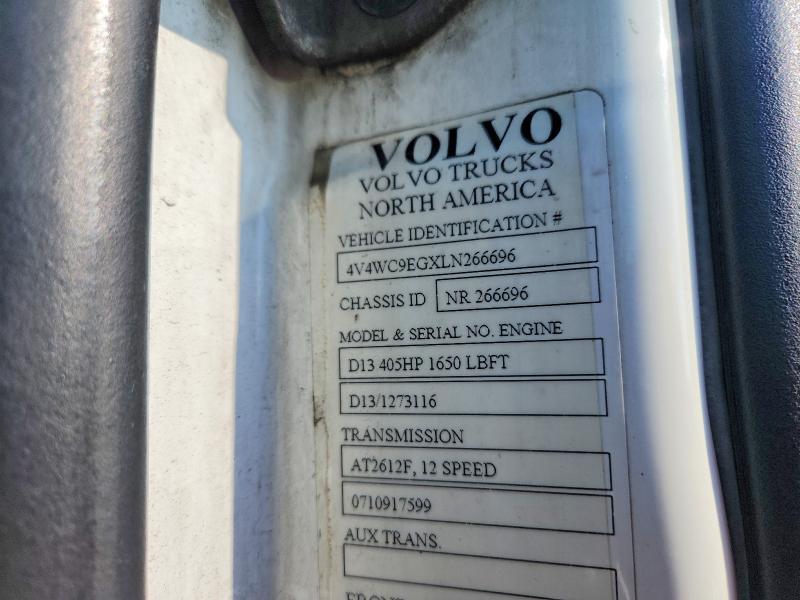 VOLVO
VOLVO TRUCKS
NORTH AMERICA
VEHICLE IDENTIFICATION #
4V4WC9EGXLN266696
CHASSIS ID NR 266696
MODEL & SERIAL NO. ENGINE
D13 405HP 1650 LBFT
D13/1273116
TRANSMISSION
AT2612F, 12 SPEED
0710917599
AUX TRANS.